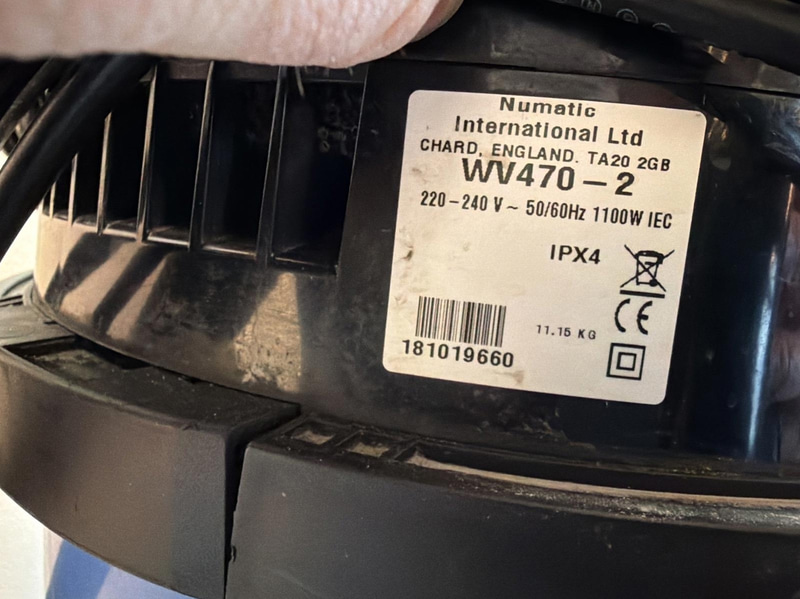 Numatic
International Ltd
CHARD, ENGLAND. TA20 2GB
WV470-2
220-240 V ~ 50/60Hz 1100W IEC
IPX4
CE
11.15 KG
181019660